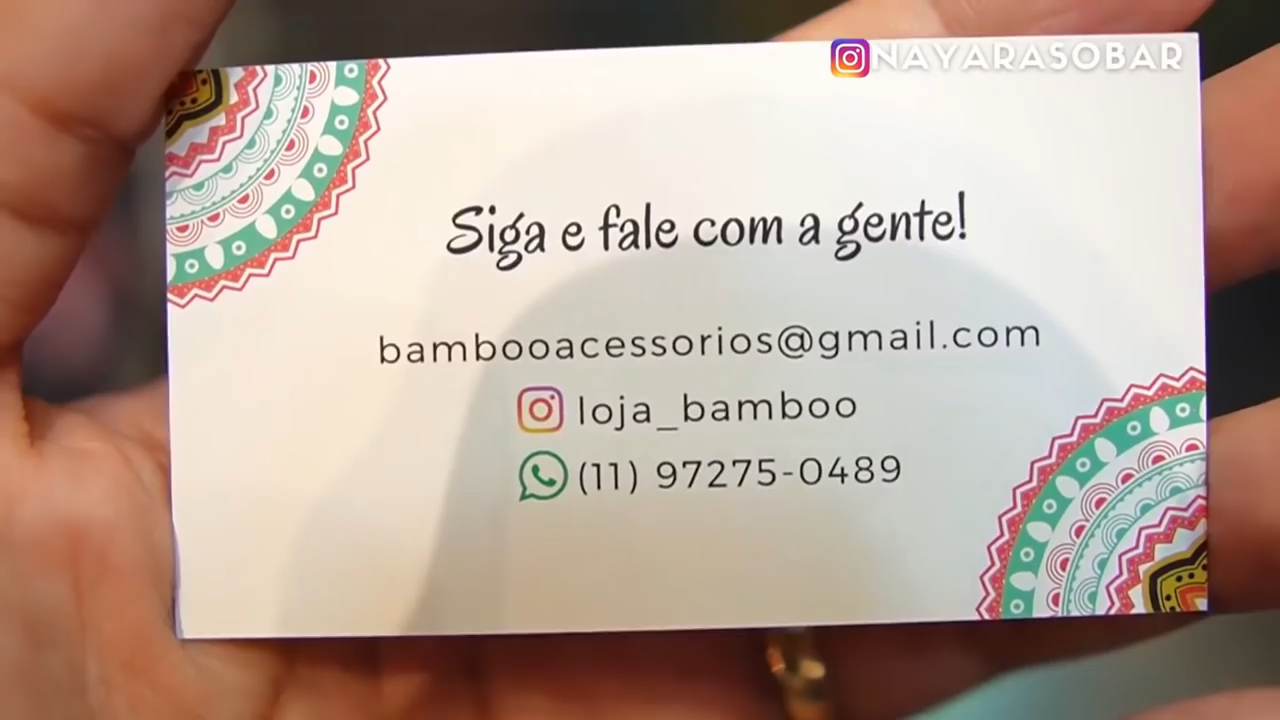 NAYARASOBAR
Siga e fale com a gente!
bambooacessorios@gmail.com
loja_bamboo
(11) 97275-0489